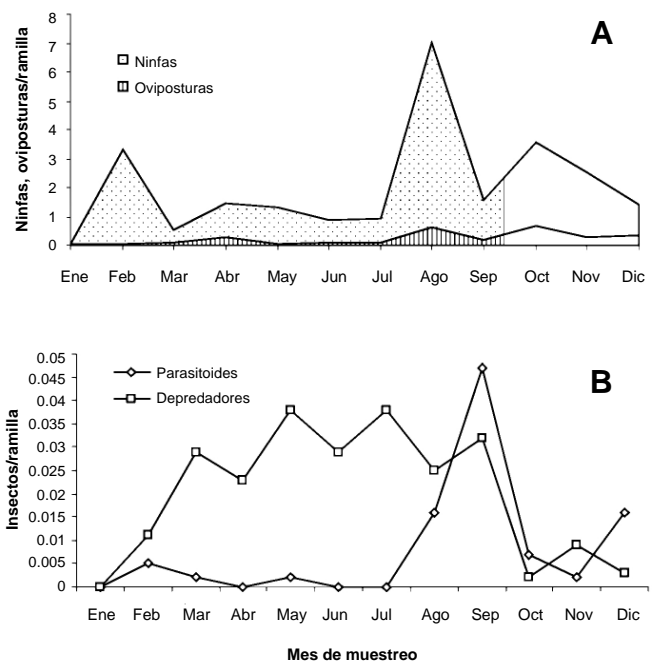 A
8
7
6
5
4
3
2
1
0
Ninfas, oviposturas/ramilla
Ninfas
Oviposturas
Ene Feb Mar Abr May Jun Jul Ago Sep Oct Nov Dic
B
0.05
0.045
0.04
0.035
0.03
0.025
0.02
0.015
0.01
0.005
0
Insectos/ramilla
Parasitoides
Depredadores
Ene Feb Mar Abr May Jun Jul Ago Sep Oct Nov Dic
Mes de muestreo